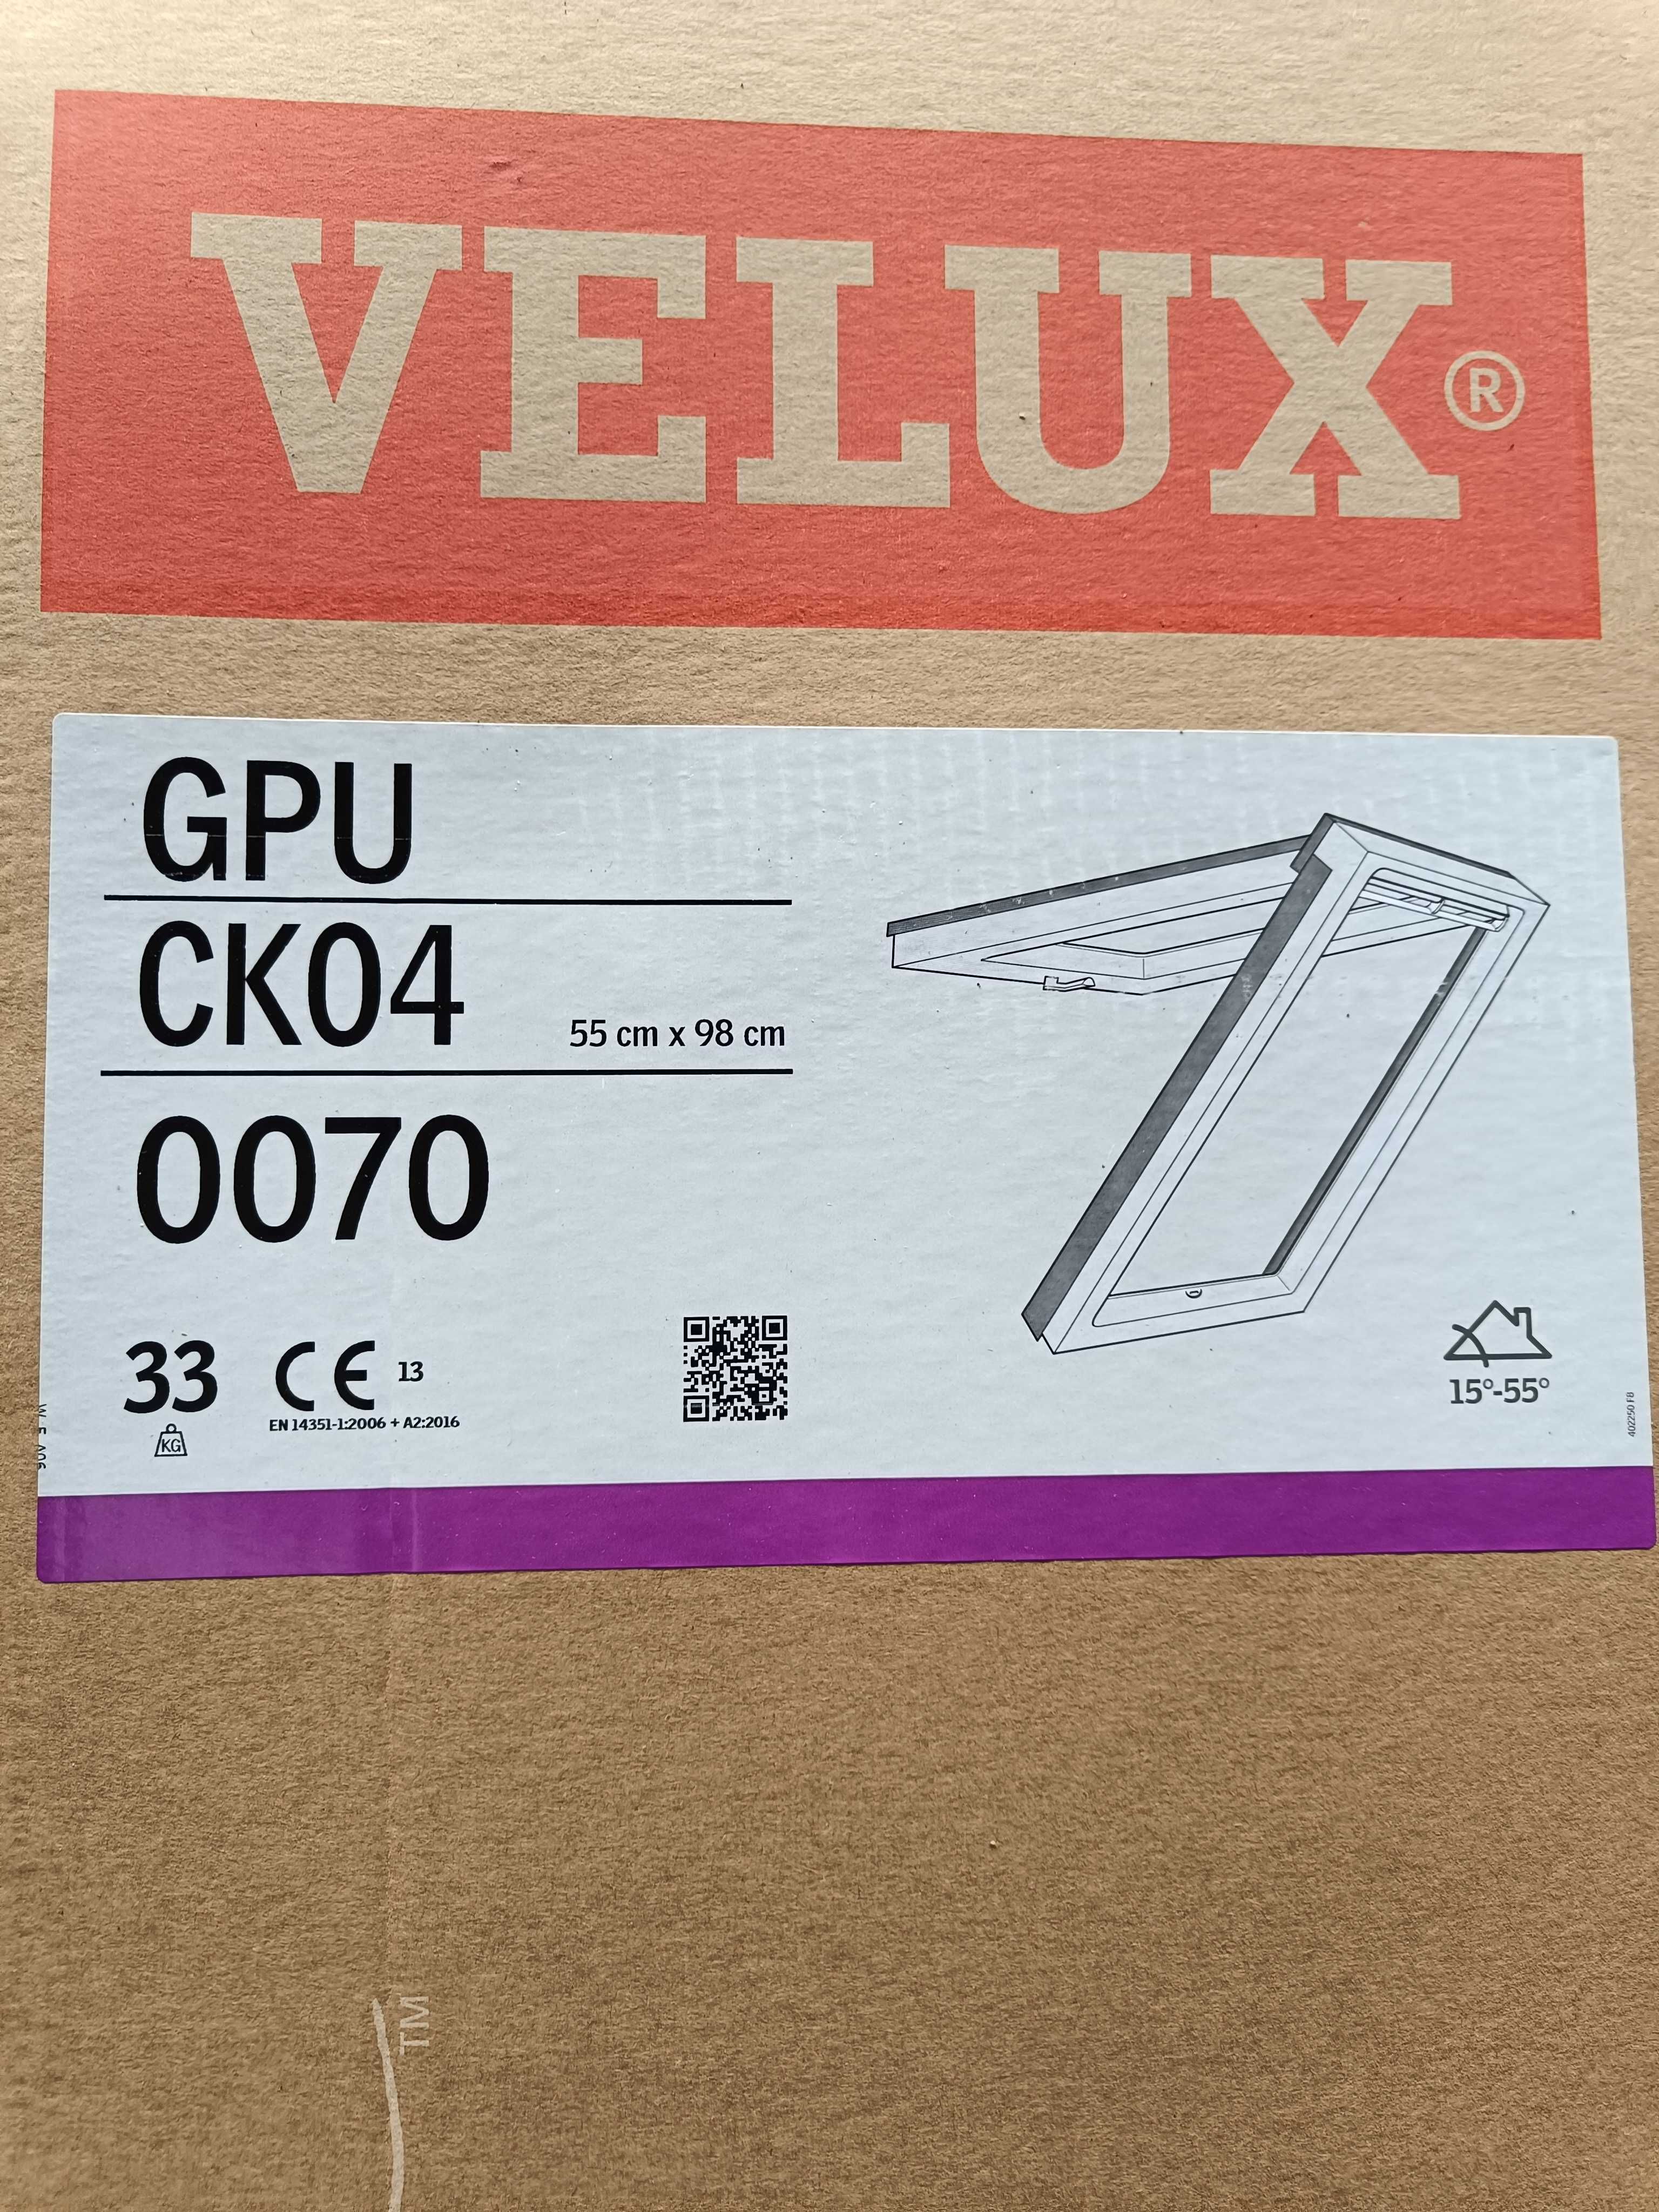 VELUX®
GPU
CK04 55 cm x 98 cm
0070
33 CE 13
KG
EN 14351-1:2006 + A2:2016
15°-55°
402250 F8
TM